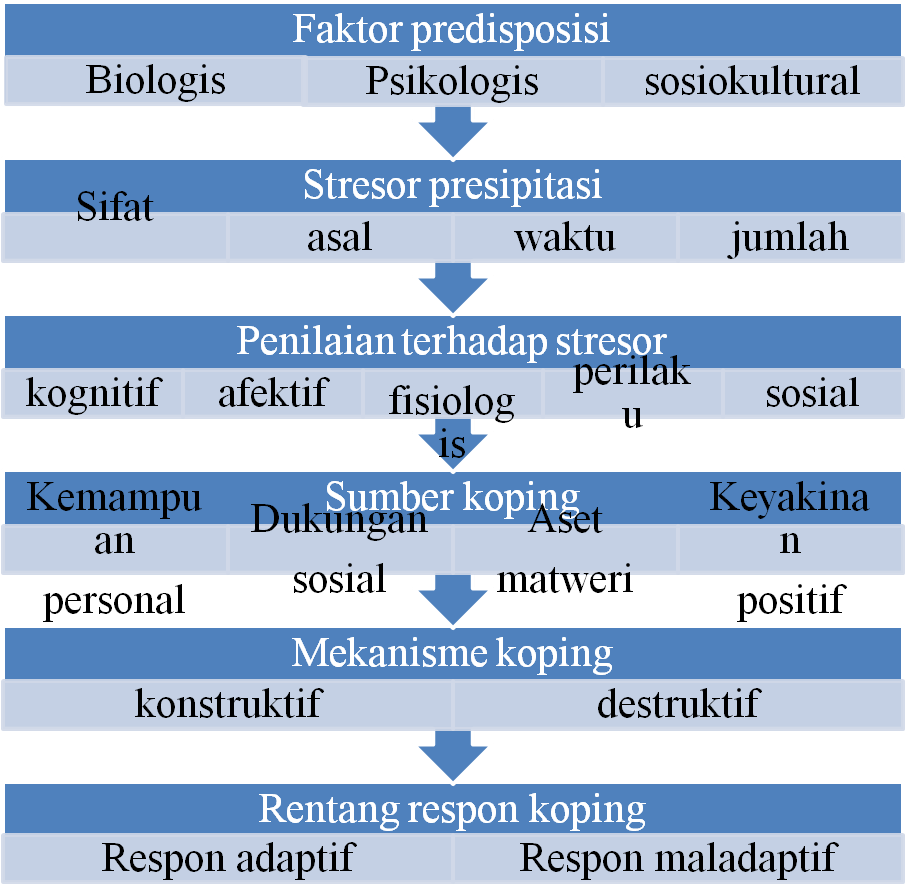 Faktor predisposisi
Biologis
Psikologis
sosiokultural
Stresor presipitasi
Sifat
asal
waktu
jumlah
Penilaian terhadap stresor
kognitif
afektif
fisiolog
is
perilak
u
sosial
Sumber koping
Kemampu
an
personal
Dukungan
sosial
Aset
matweri
Keyakina
n
positif
Mekanisme koping
konstruktif
destruktif
Rentang respon koping
Respon adaptif
Respon maladaptif